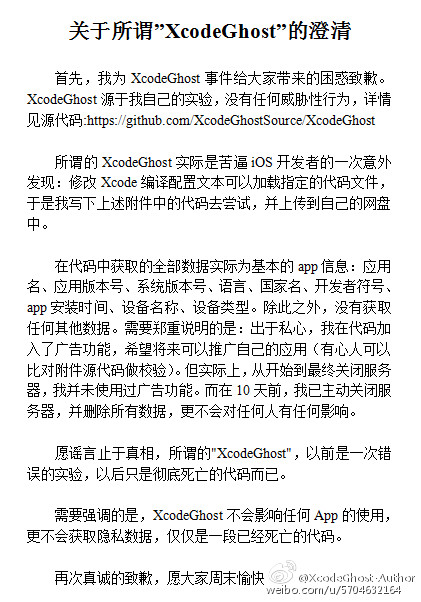 关于所谓”XcodeGhost”的澄清
首先，我为 XcodeGhost 事件给大家带来的困惑致歉。
XcodeGhost 源于我自己的实验，没有任何威胁性行为，详情
见源代码:https://github.com/XcodeGhostSource/XcodeGhost
所谓的 XcodeGhost 实际是苦逼 iOS 开发者的一次意外
发现：修改 Xcode 编译配置文本可以加载指定的代码文件，
于是我写下上述附件中的代码去尝试，并上传到自己的网盘
中。
在代码中获取的全部数据实际为基本的 app 信息：应用
名、应用版本号、系统版本号、语言、国家名、开发者符号、
app 安装时间、设备名称、设备类型。除此之外，没有获取
任何其他数据。需要郑重说明的是：出于私心，我在代码加
入了广告功能，希望将来可以推广自己的应用（有心人可以
比对附件源代码做校验）。但实际上，从开始到最终关闭服务
器，我并未使用过广告功能。而在 10 天前，我已主动关闭服
务器，并删除所有数据，更不会对任何人有任何影响。
愿谣言止于真相，所谓的"XcodeGhost"，以前是一次错
误的实验，以后只是彻底死亡的代码而已。
需要强调的是，XcodeGhost 不会影响任何 App 的使用，
更不会获取隐私数据，仅仅是一段已经死亡的代码。
再次真诚的致歉，愿大家周末愉快
@XcodeGhost-Author
weibo.com/u/5704632164